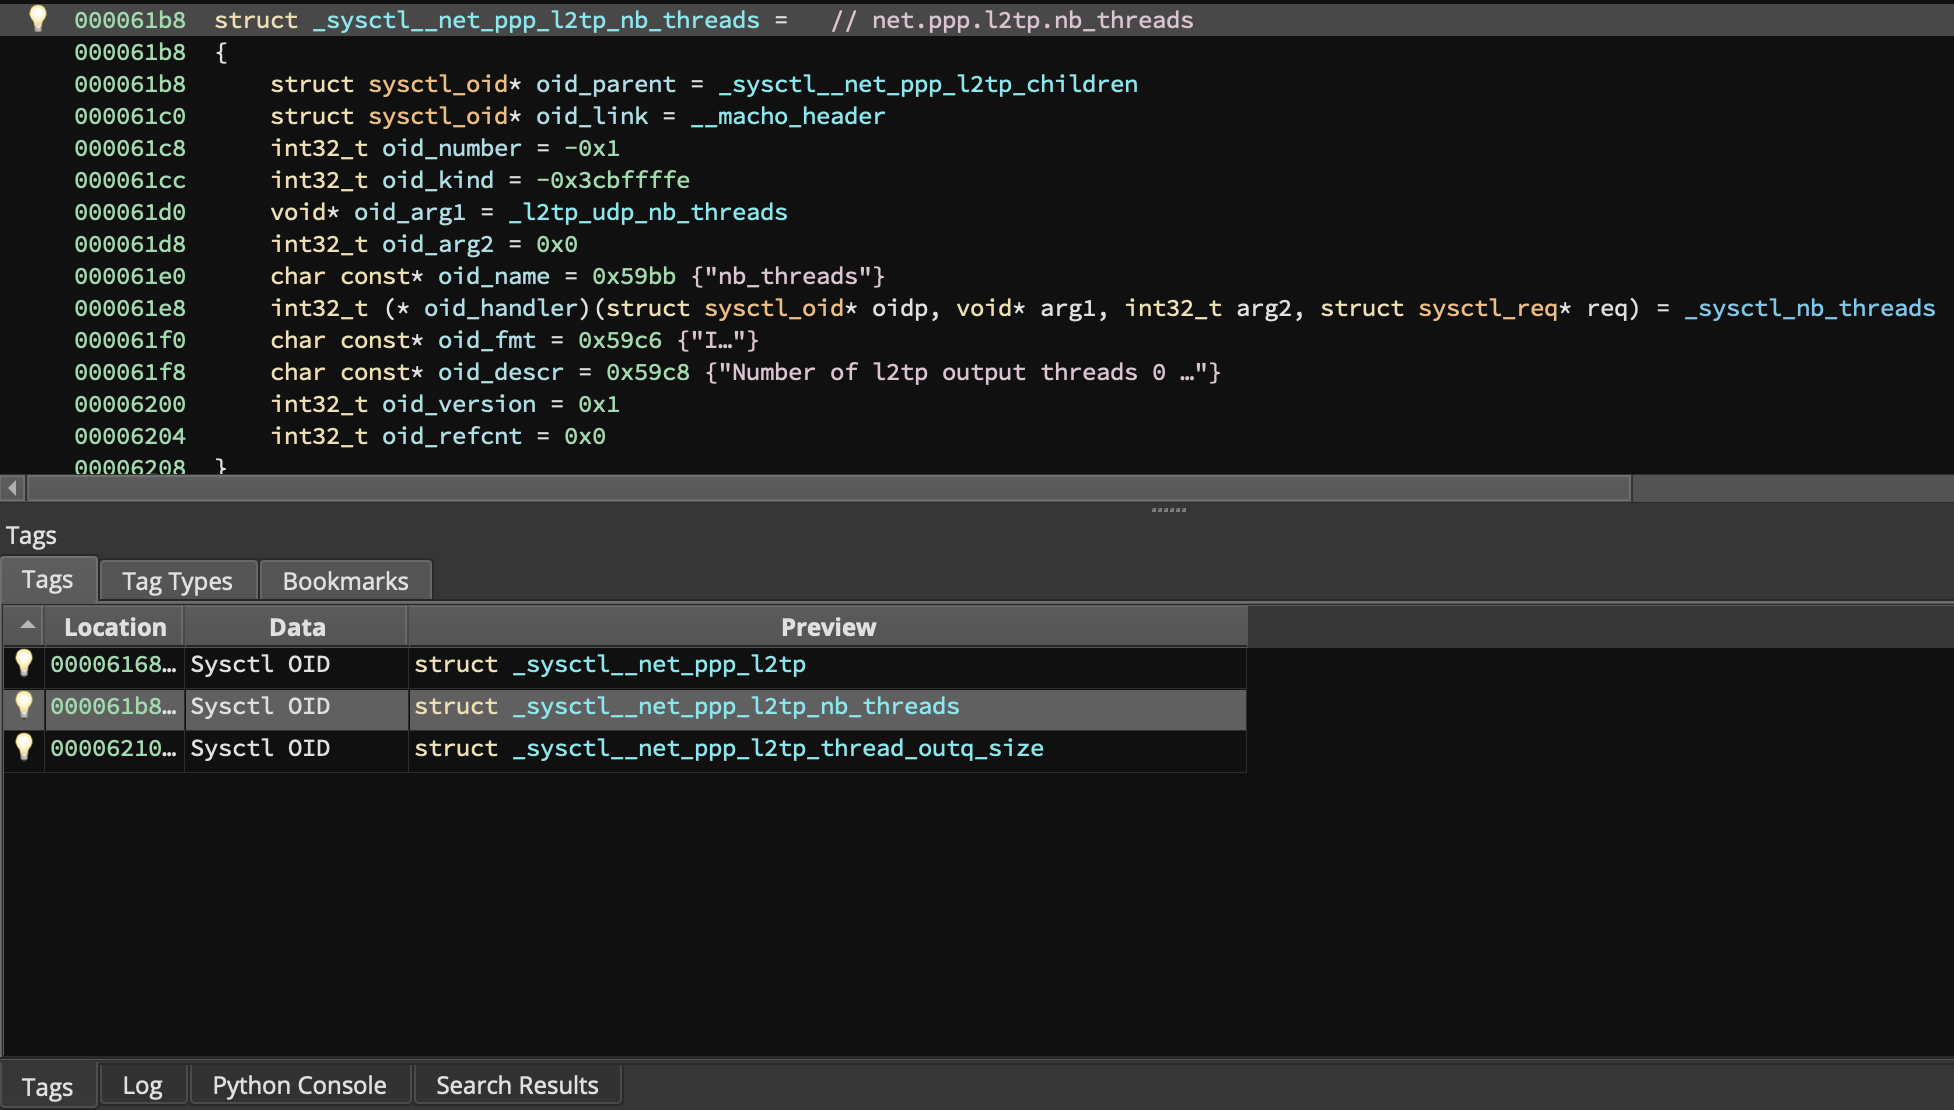 000061b8  struct _sysctl__net_ppp_l2tp_nb_threads =   // net.ppp.l2tp.nb_threads
000061b8  {
000061b8      struct sysctl_oid* oid_parent = _sysctl__net_ppp_l2tp_children
000061c0      struct sysctl_oid* oid_link = __macho_header
000061c8      int32_t oid_number = -0x1
000061cc      int32_t oid_kind = -0x3cbffffe
000061d0      void* oid_arg1 = _l2tp_udp_nb_threads
000061d8      int32_t oid_arg2 = 0x0
000061e0      char const* oid_name = 0x59bb {"nb_threads"}
000061e8      int32_t (* oid_handler)(struct sysctl_oid* oidp, void* arg1, int32_t arg2, struct sysctl_req* req) = _sysctl_nb_threads
000061f0      char const* oid_fmt = 0x59c6 {"I…"}
000061f8      char const* oid_descr = 0x59c8 {"Number of l2tp output threads 0 …"}
00006200      int32_t oid_version = 0x1
00006204      int32_t oid_refcnt = 0x0
00006208  }
Tags
Tags  Tag Types  Bookmarks
Location  Data  Preview
00006168…  Sysctl OID  struct _sysctl__net_ppp_l2tp
000061b8…  Sysctl OID  struct _sysctl__net_ppp_l2tp_nb_threads
00006210…  Sysctl OID  struct _sysctl__net_ppp_l2tp_thread_outq_size
Tags  Log  Python Console  Search Results